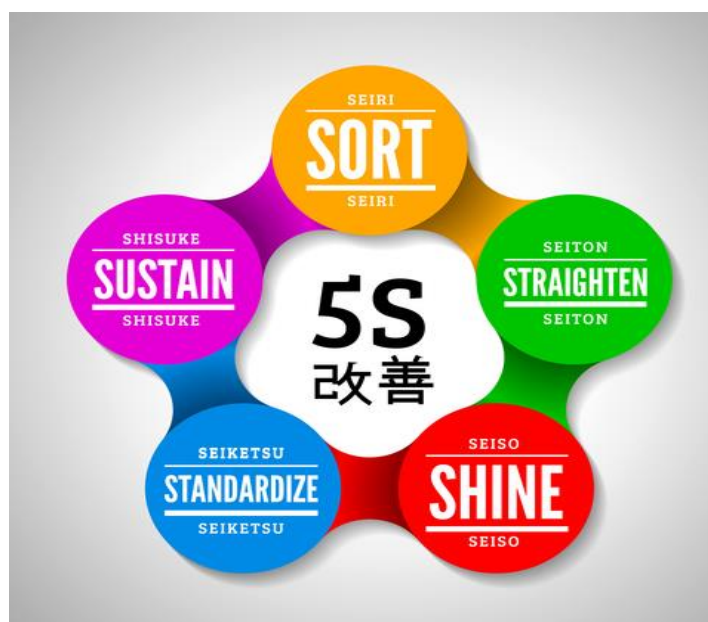 SEIRI
SORT
SEIRI
SEITON
STRAIGHTEN
SEITON
SEISO
SHINE
SEISO
SEIKETSU
STANDARDIZE
SEIKETSU
SHISUKE
SUSTAIN
SHISUKE
5S
改善